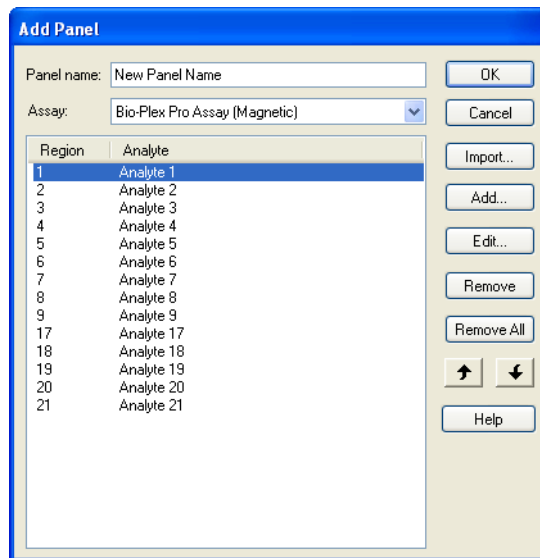 Add Panel
Panel name: New Panel Name
OK
Assay: Bio-Plex Pro Assay (Magnetic)
Cancel
Region Analyte
1 Analyte 1
2 Analyte 2
3 Analyte 3
4 Analyte 4
5 Analyte 5
6 Analyte 6
7 Analyte 7
8 Analyte 8
9 Analyte 9
17 Analyte 17
18 Analyte 18
19 Analyte 19
20 Analyte 20
21 Analyte 21
Import...
Add...
Edit...
Remove
Remove All
Help